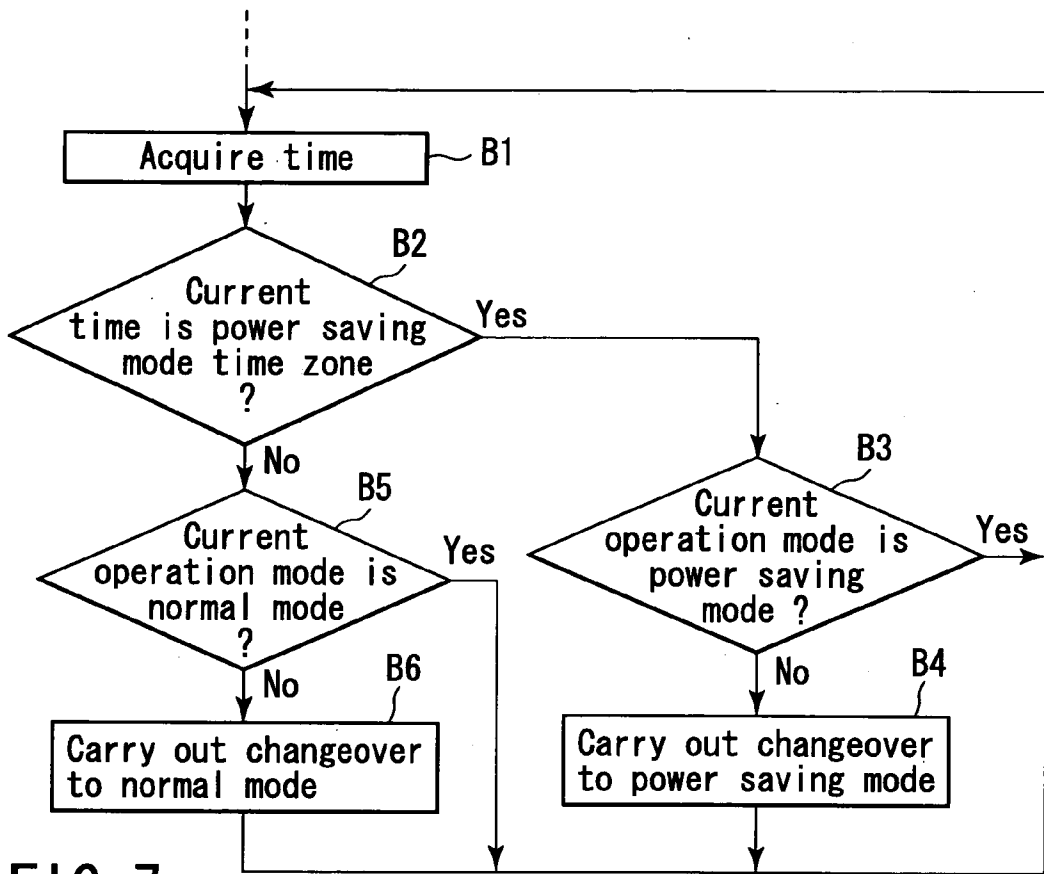 Acquire time
B1
B2
Current
time is power saving
mode time zone
?
Yes
No
B3
Current
operation mode is
power saving
mode ?
Yes
No
B5
Current
operation mode is
normal mode
?
Yes
No
B6
Carry out changeover
to normal mode
B4
Carry out changeover
to power saving mode
FIG. 7